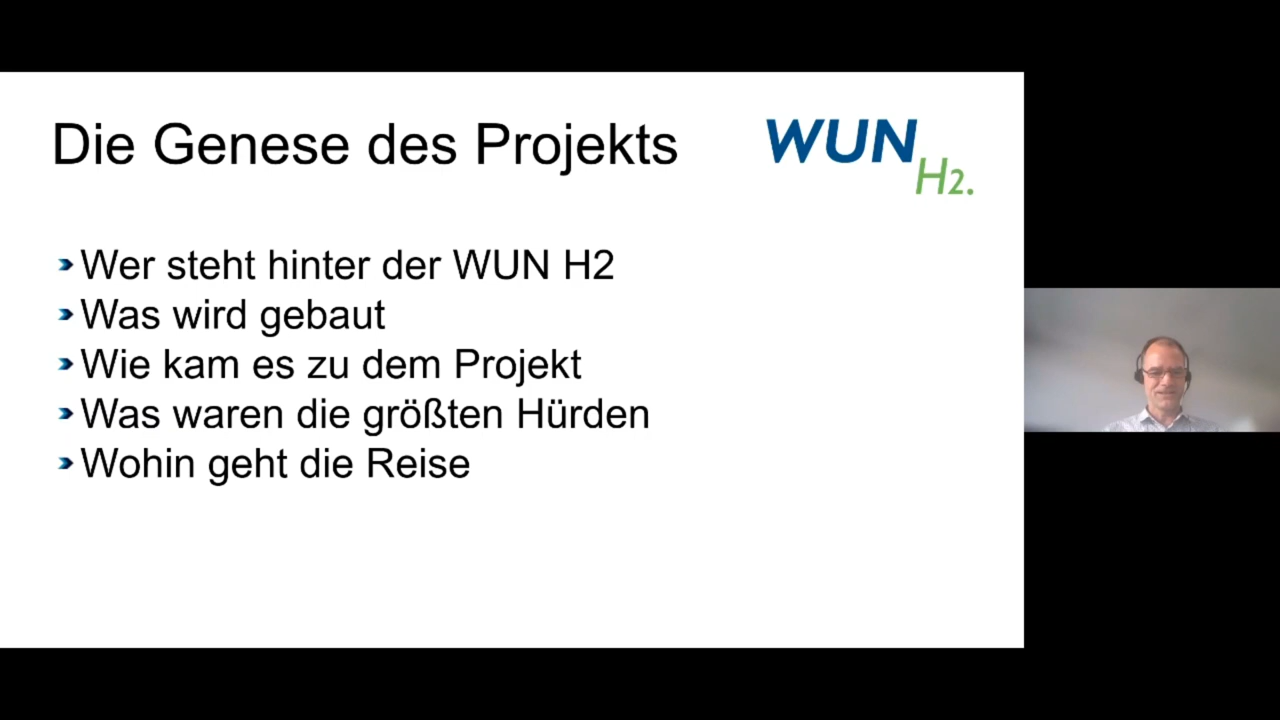 Die Genese des Projekts
WUN
H2.
Wer steht hinter der WUN H2
Was wird gebaut
Wie kam es zu dem Projekt
Was waren die größten Hürden
Wohin geht die Reise